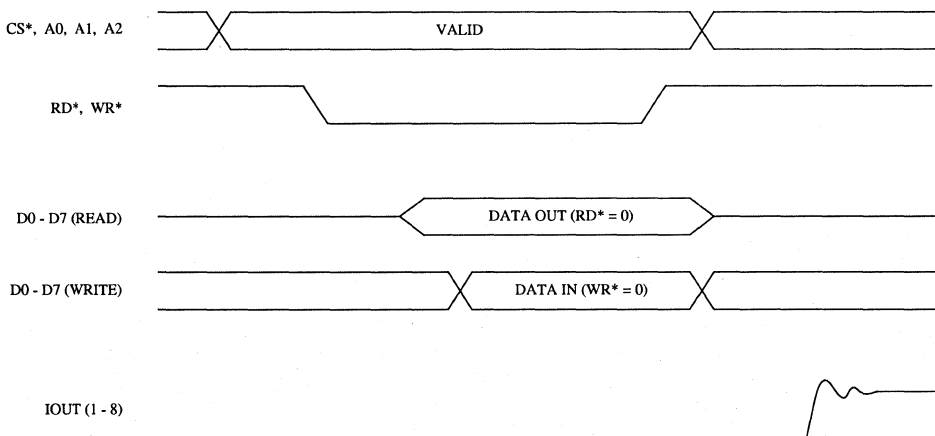 CS*, A0, A1, A2
VALID
RD*, WR*
D0 - D7 (READ)
DATA OUT (RD* = 0)
D0 - D7 (WRITE)
DATA IN (WR* = 0)
IOUT (1 - 8)